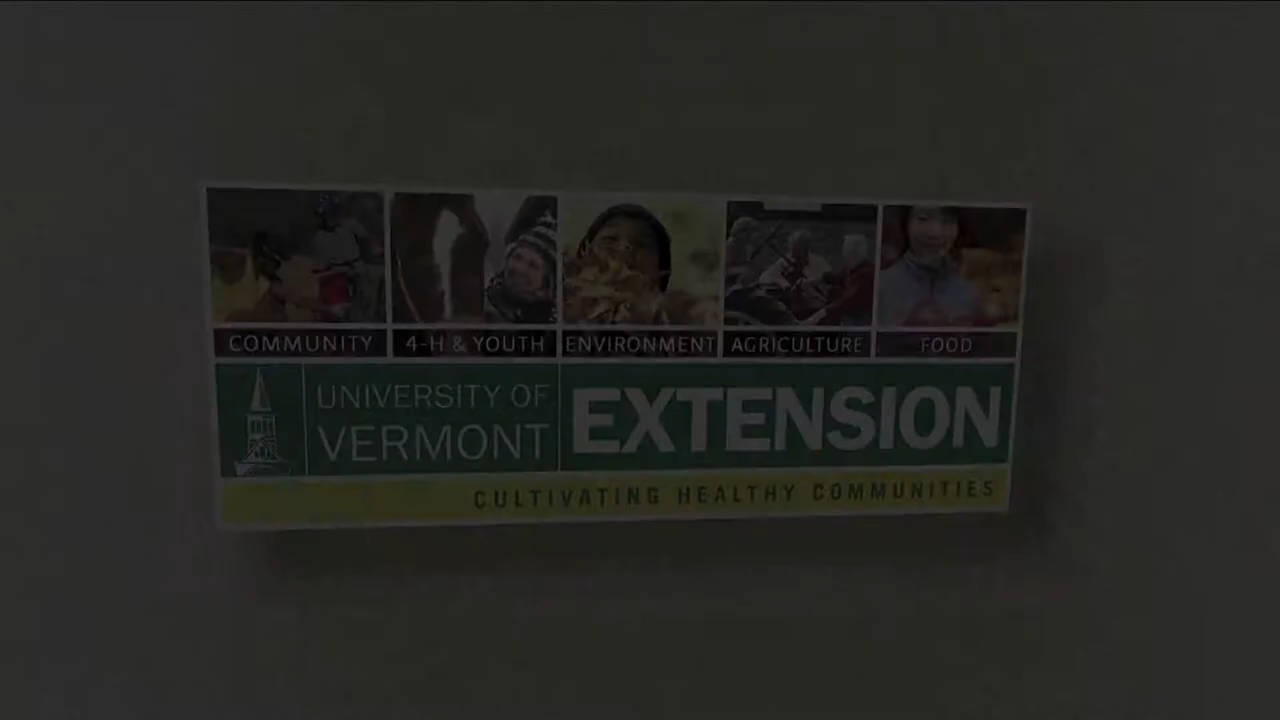 COMMUNITY
4-H & YOUTH
ENVIRONMENT
AGRICULTURE
FOOD
UNIVERSITY OF
VERMONT
EXTENSION
CULTIVATING HEALTHY COMMUNITIES